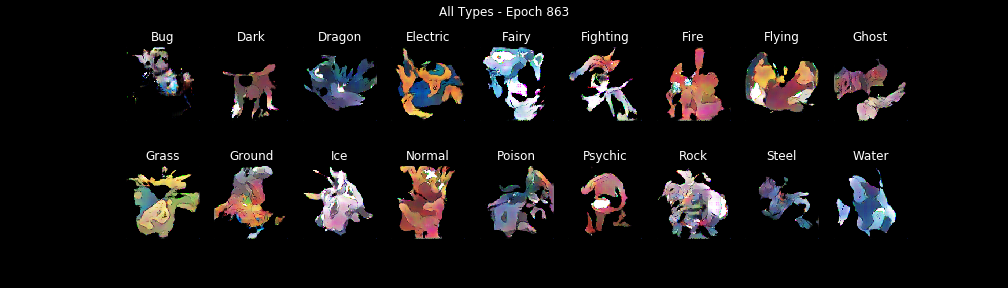 All Types - Epoch 863
Bug Dark Dragon Electric Fairy Fighting Fire Flying Ghost
Grass Ground Ice Normal Poison Psychic Rock Steel Water